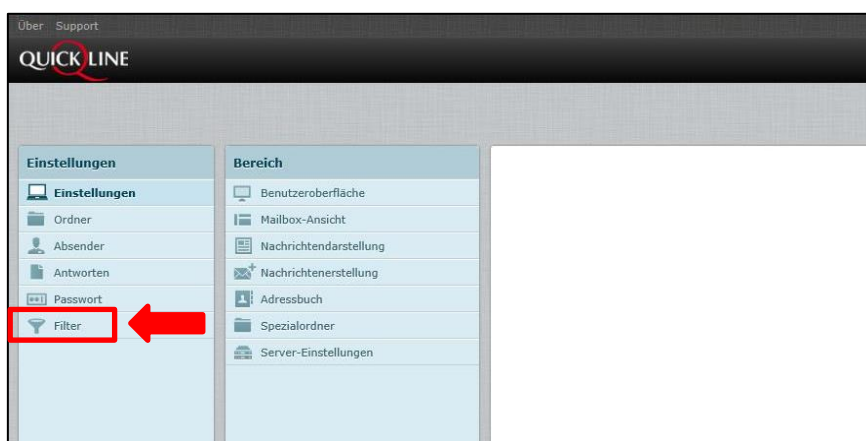 Über Support
QUICKLINE
Einstellungen
Einstellungen
Ordner
Absender
Antworten
Passwort
Filter
Bereich
Benutzeroberfläche
Mailbox-Ansicht
Nachrichtendarstellung
Nachrichtenerstellung
Adressbuch
Spezialordner
Server-Einstellungen